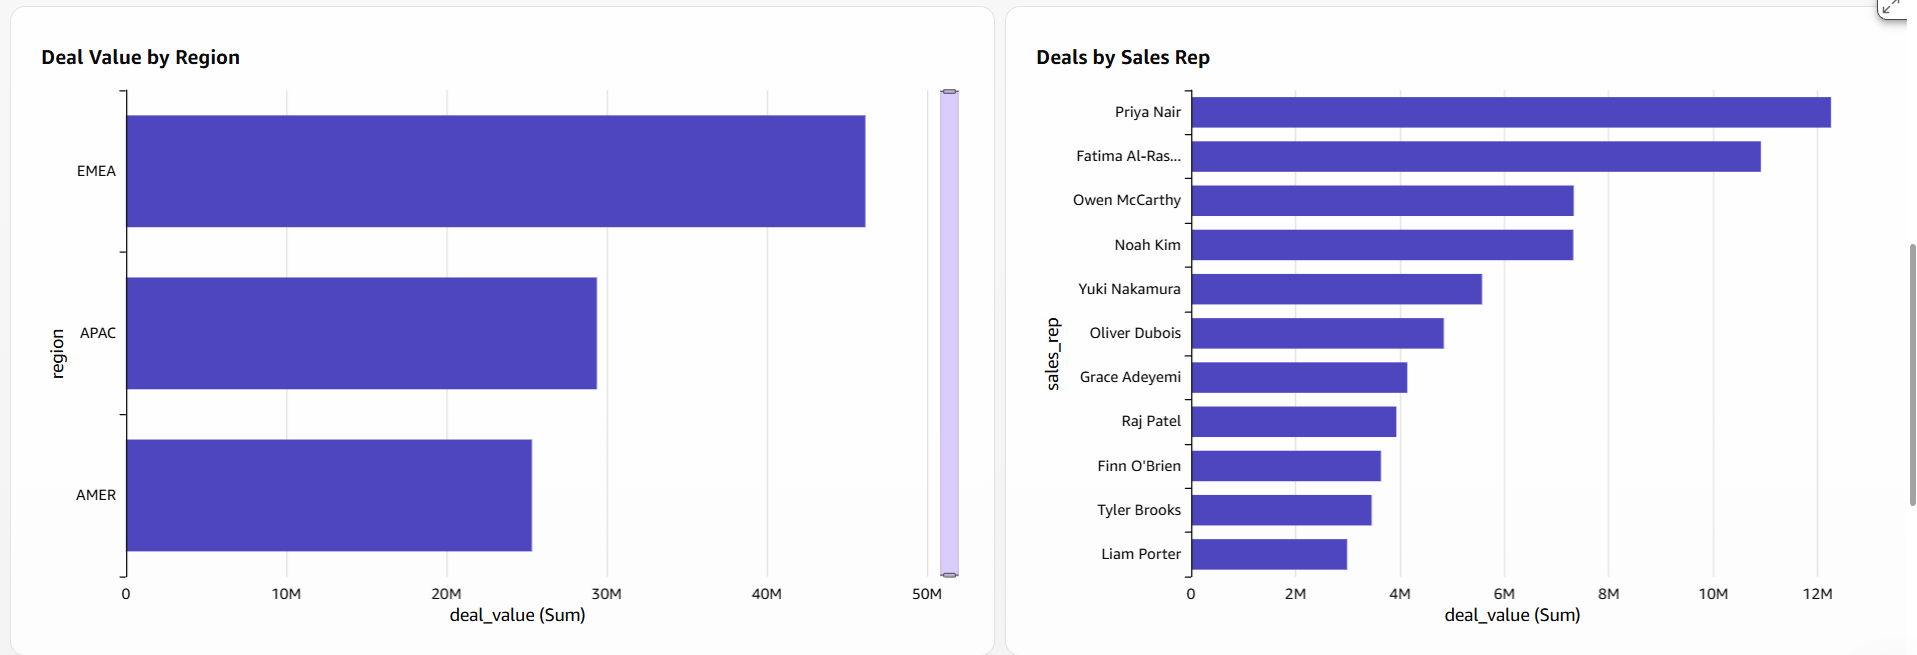 Deal Value by Region
EMEA
APAC
AMER
region
0 10M 20M 30M 40M 50M
deal_value (Sum)
Deals by Sales Rep
Priya Nair
Fatima Al-Ras...
Owen McCarthy
Noah Kim
Yuki Nakamura
Oliver Dubois
Grace Adeyemi
Raj Patel
Finn O'Brien
Tyler Brooks
Liam Porter
sales_rep
0 2M 4M 6M 8M 10M 12M
deal_value (Sum)